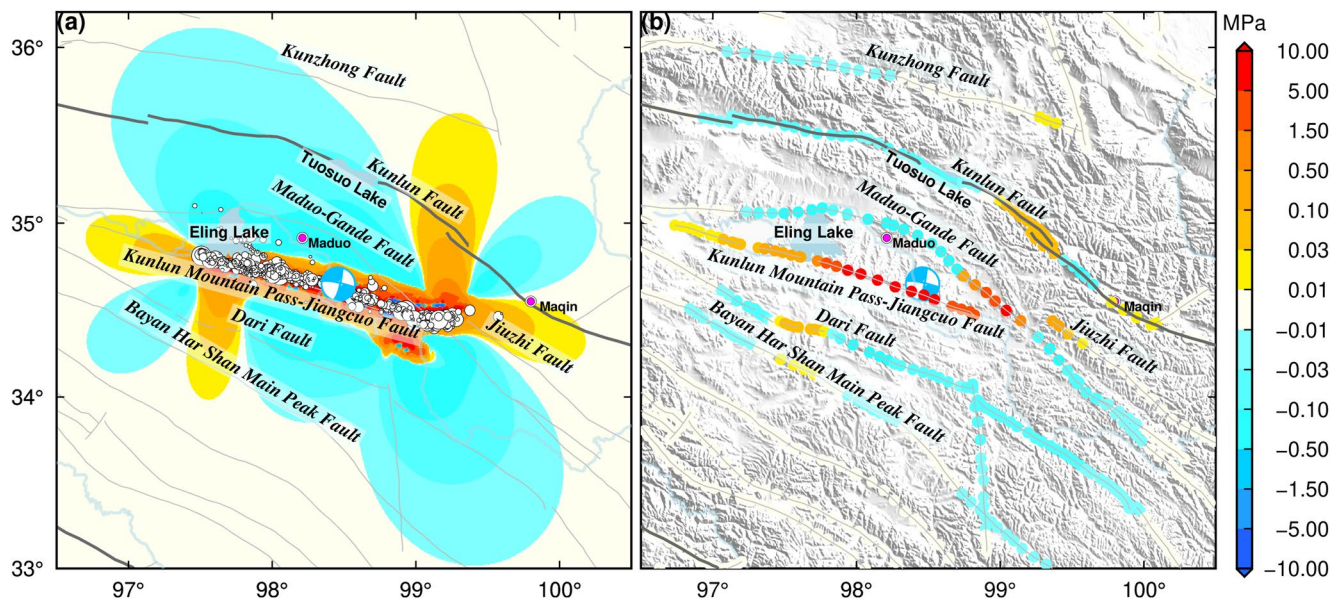 (a)
Kunzhong Fault
Tuosuo Lake
Kunlun Fault
Maduo-Gande Fault
Eling Lake
Maduo
Kunlun Mountain Pass-Jiangcuo Fault
Maqin
Dari Fault
Jiuzhi Fault
Bayan Har Shan Main Peak Fault
36°
35°
34°
33°
97°
98°
99°
100°
(b)
Kunzhong Fault
Tuosuo Lake
Kunlun Fault
Maduo-Gande Fault
Eling Lake
Maduo
Kunlun Mountain Pass-Jiangcuo Fault
Maqin
Dari Fault
Jiuzhi Fault
Bayan Har Shan Main Peak Fault
97°
98°
99°
100°
MPa
10.00
5.00
1.50
0.50
0.10
0.03
0.01
−0.01
−0.03
−0.10
−0.50
−1.50
−5.00
−10.00